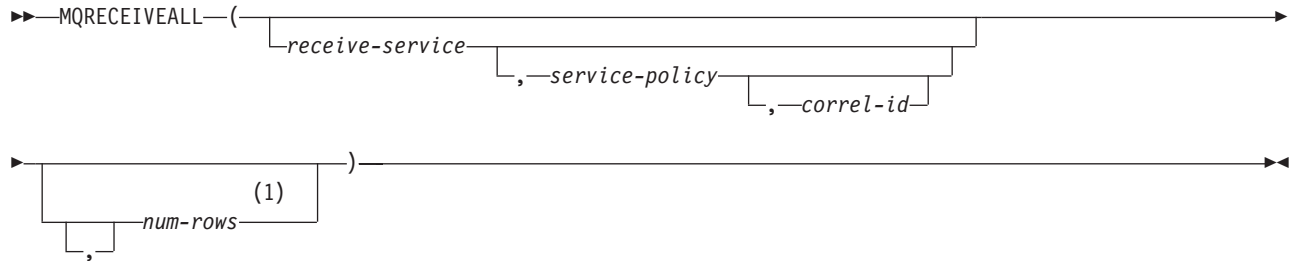 MQRECEIVEALL (
receive-service
, service-policy
, correl-id
)
(1)
num-rows
,